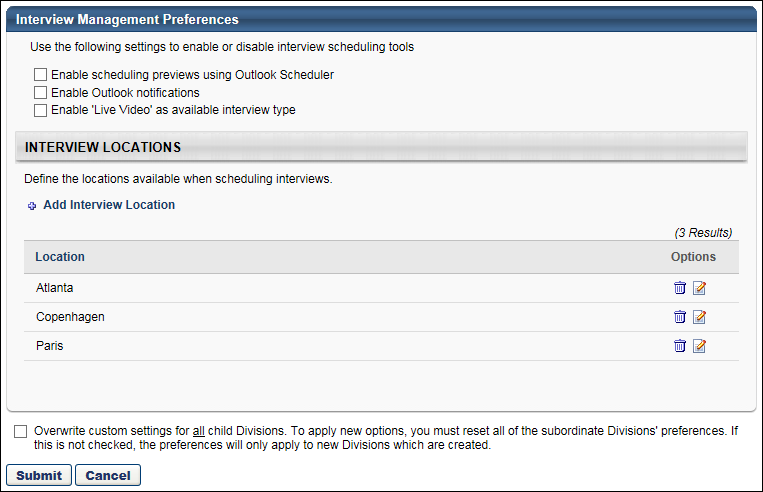 Interview Management Preferences
Use the following settings to enable or disable interview scheduling tools
Enable scheduling previews using Outlook Scheduler
Enable Outlook notifications
Enable 'Live Video' as available interview type
INTERVIEW LOCATIONS
Define the locations available when scheduling interviews.
Add Interview Location
(3 Results)
Location Options
Atlanta
Copenhagen
Paris
Overwrite custom settings for all child Divisions. To apply new options, you must reset all of the subordinate Divisions' preferences. If
this is not checked, the preferences will only apply to new Divisions which are created.
Submit Cancel